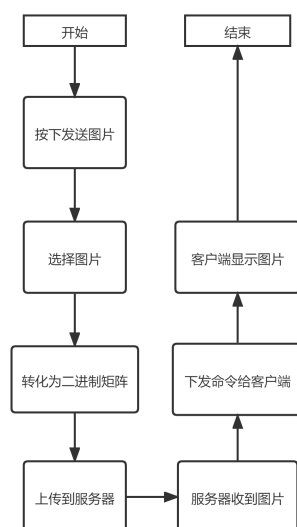 开始
按下发送图片
选择图片
转化为二进制矩阵
上传到服务器
服务器收到图片
下发命令给客户端
客户端显示图片
结束